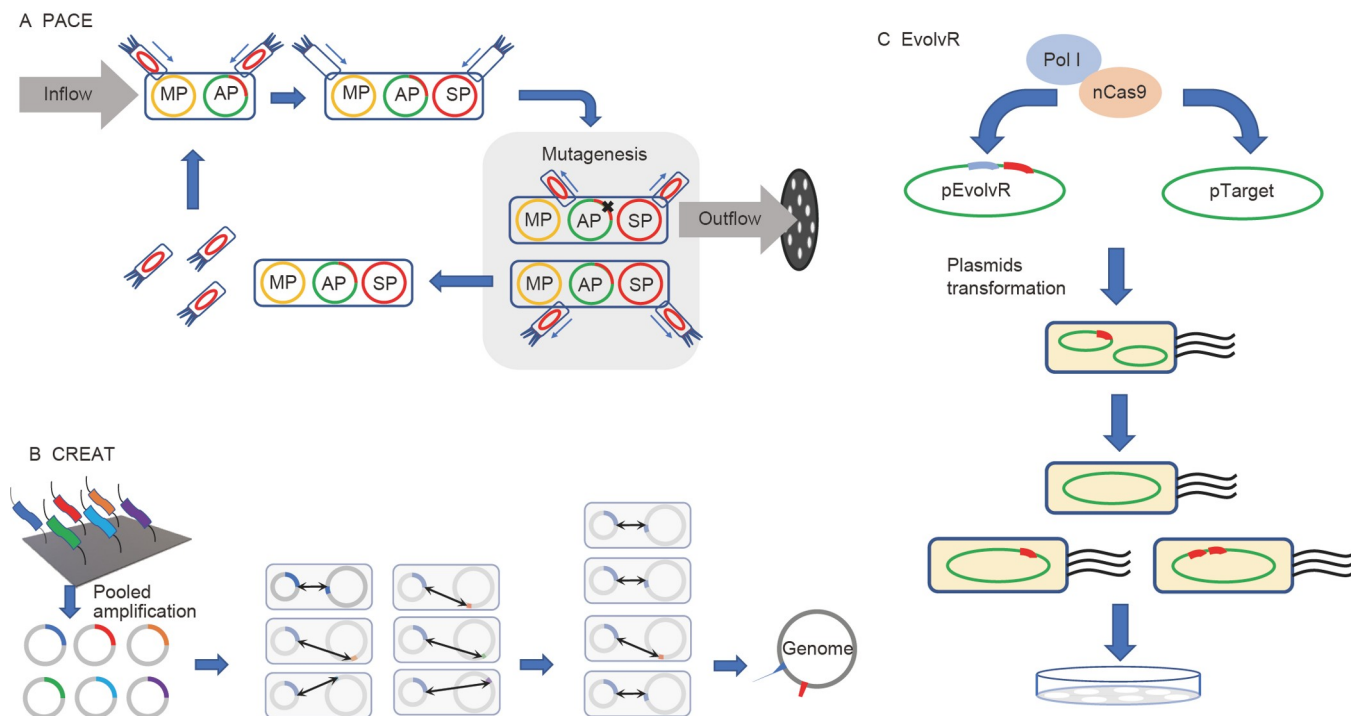 A PACE
Inflow
MP
AP
MP
AP
SP
Mutagenesis
MP
AP
SP
Outflow
MP
AP
SP
MP
AP
SP
B CREAT
Pooled
amplification
Genome
C EvolvR
Pol I
nCas9
pEvolvR
pTarget
Plasmids
transformation